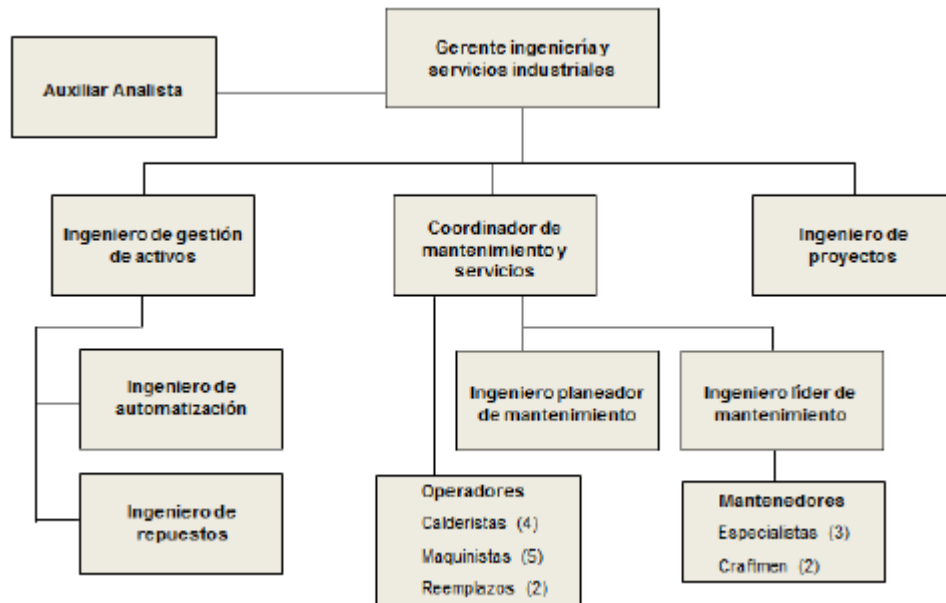 Gerente ingeniería y
servicios industriales
Auxiliar Analista
Ingeniero de gestión
de activos
Coordinador de
mantenimiento y
servicios
Ingeniero de
proyectos
Ingeniero de
automatización
Ingeniero planeador
de mantenimiento
Ingeniero líder de
mantenimiento
Ingeniero de
repuestos
Operadores
Calderistas (4)
Maquinistas (5)
Reemplazos (2)
Mantenedores
Especialistas (3)
Craftmen (2)